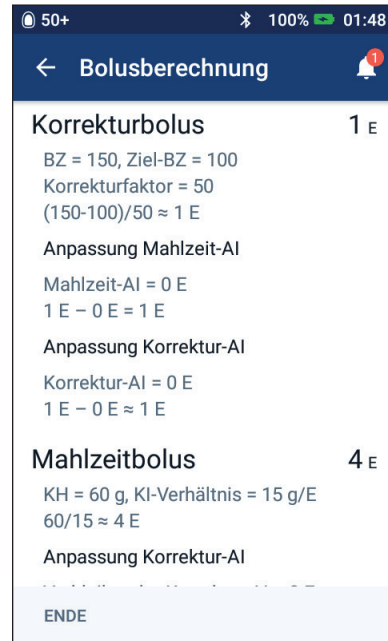 50+ 100% 01:48
Bolusberechnung 1
Korrekturbolus 1 E
BZ = 150, Ziel-BZ = 100
Korrekturfaktor = 50
(150-100)/50 ≈ 1 E
Anpassung Mahlzeit-AI
Mahlzeit-AI = 0 E
1 E – 0 E = 1 E
Anpassung Korrektur-AI
Korrektur-AI = 0 E
1 E – 0 E ≈ 1 E
Mahlzeitbolus 4 E
KH = 60 g, KI-Verhältnis = 15 g/E
60/15 ≈ 4 E
Anpassung Korrektur-AI
ENDE